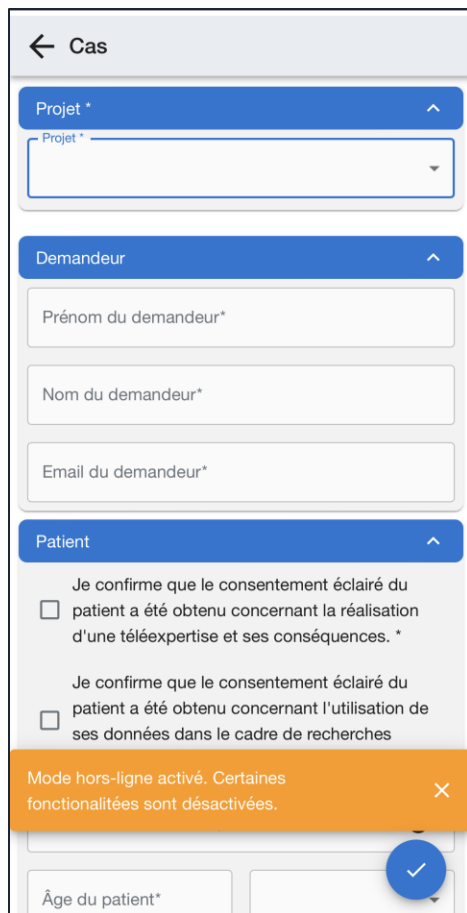 Cas
Projet *
Projet *
Demandeur
Prénom du demandeur*
Nom du demandeur*
Email du demandeur*
Patient
Je confirme que le consentement éclairé du
patient a été obtenu concernant la réalisation
d'une téléexpertise et ses conséquences. *
Je confirme que le consentement éclairé du
patient a été obtenu concernant l'utilisation de
ses données dans le cadre de recherches
Mode hors-ligne activé. Certaines
fonctionalitées sont désactivées.
Âge du patient*